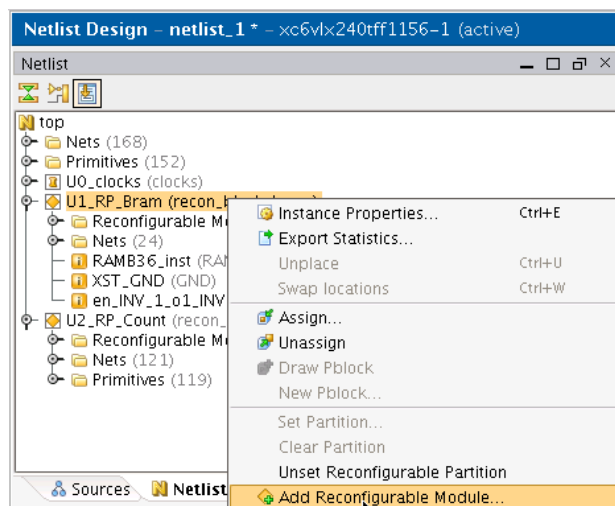 Netlist Design - netlist_1 * - xc6vlx240tff1156-1 (active)
Netlist
top
Nets (168)
Primitives (152)
U0_clocks (clocks)
U1_RP_Bram
Reconfigurable
Nets (24)
RAMB36_inst
XST_GND (GND)
en_INV_1_o1_INV
U2_RP_Count (recon_
Reconfigurable
Nets (121)
Primitives (119)
Sources
Netlist
Instance Properties... Ctrl+E
Export Statistics...
Unplace Ctrl+U
Swap locations Ctrl+W
Assign...
Unassign
Draw Pblock
New Pblock...
Set Partition...
Clear Partition
Unset Reconfigurable Partition
Add Reconfigurable Module...